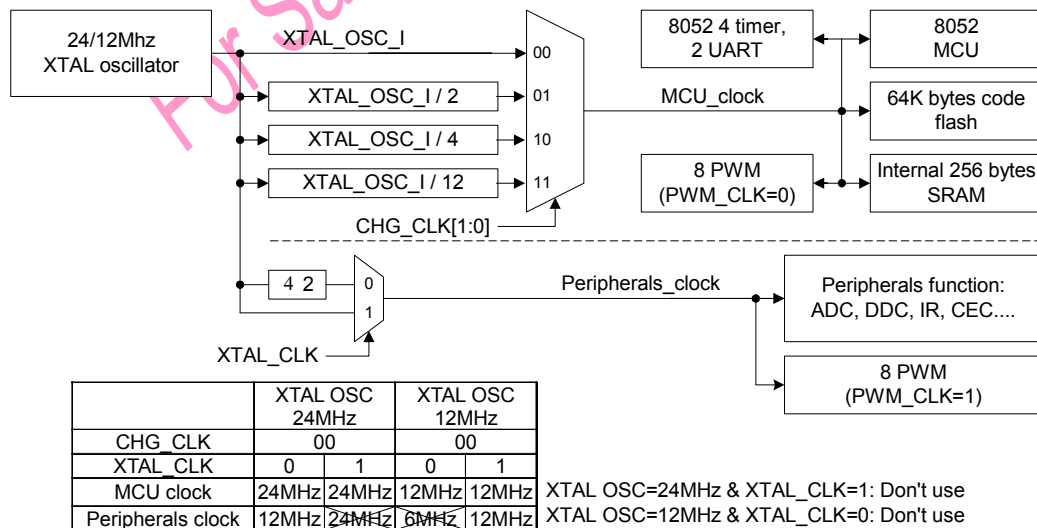 For S
24/12Mhz
XTAL oscillator
XTAL_OSC_I
XTAL_OSC_I / 2
XTAL_OSC_I / 4
XTAL_OSC_I / 12
00
01
10
11
CHG_CLK[1:0]
MCU_clock
8052 4 timer,
2 UART
8052
MCU
64K bytes code
flash
8 PWM
(PWM_CLK=0)
Internal 256 bytes
SRAM
4 2
0
1
XTAL_CLK
Peripherals_clock
Peripherals function:
ADC, DDC, IR, CEC....
8 PWM
(PWM_CLK=1)
XTAL OSC 24MHz XTAL OSC 12MHz
CHG_CLK 00 00
XTAL_CLK 0 1 0 1
MCU clock 24MHz 24MHz 12MHz 12MHz
Peripherals clock 12MHz 24MHz 6MHz 12MHz
XTAL OSC=24MHz & XTAL_CLK=1: Don't use
XTAL OSC=12MHz & XTAL_CLK=0: Don't use